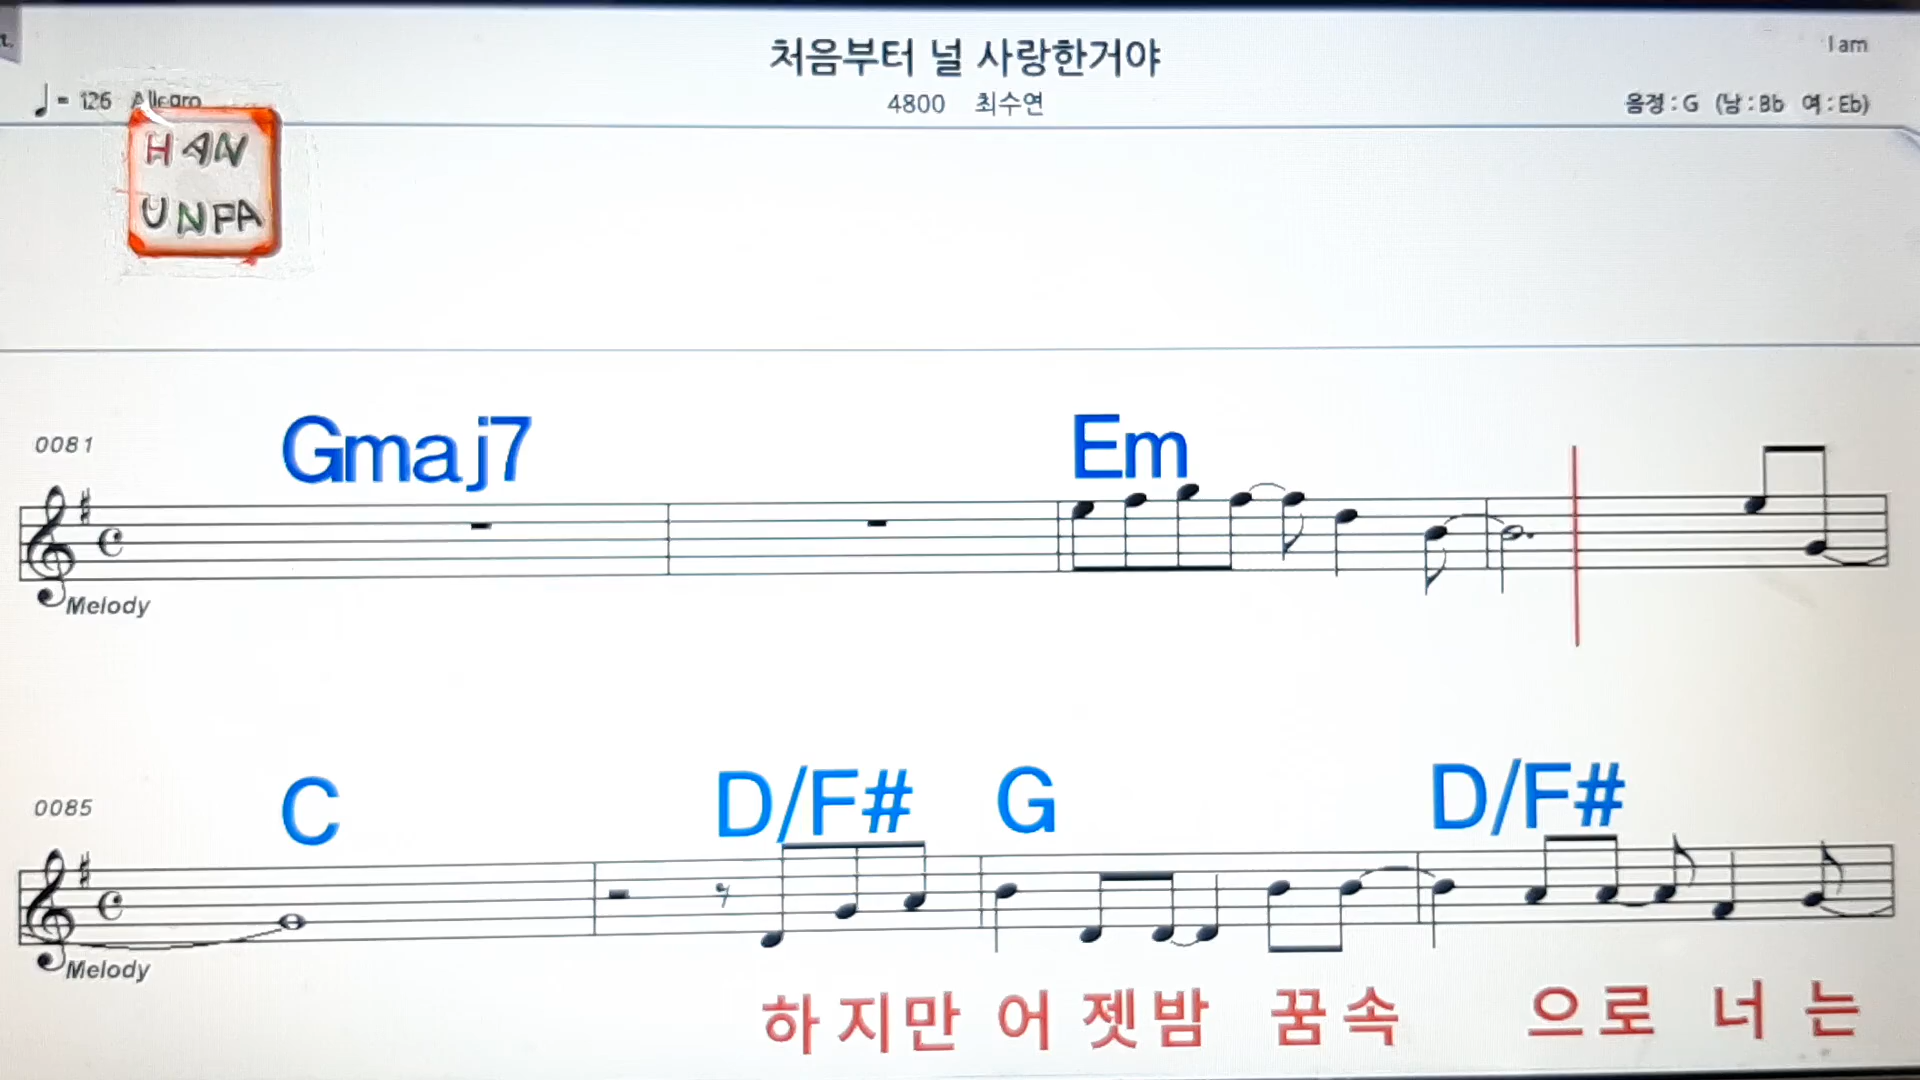 처음부터 널 사랑한거야
I am
= 126 Allegro
4800 최수연
음정 : G (남 : Bb 여 : Eb)
HAN
UNPA
0081
Gmaj7
Em
Melody
0085
C
D/F#
G
D/F#
Melody
하지만 어젯밤 꿈속 으로 너는